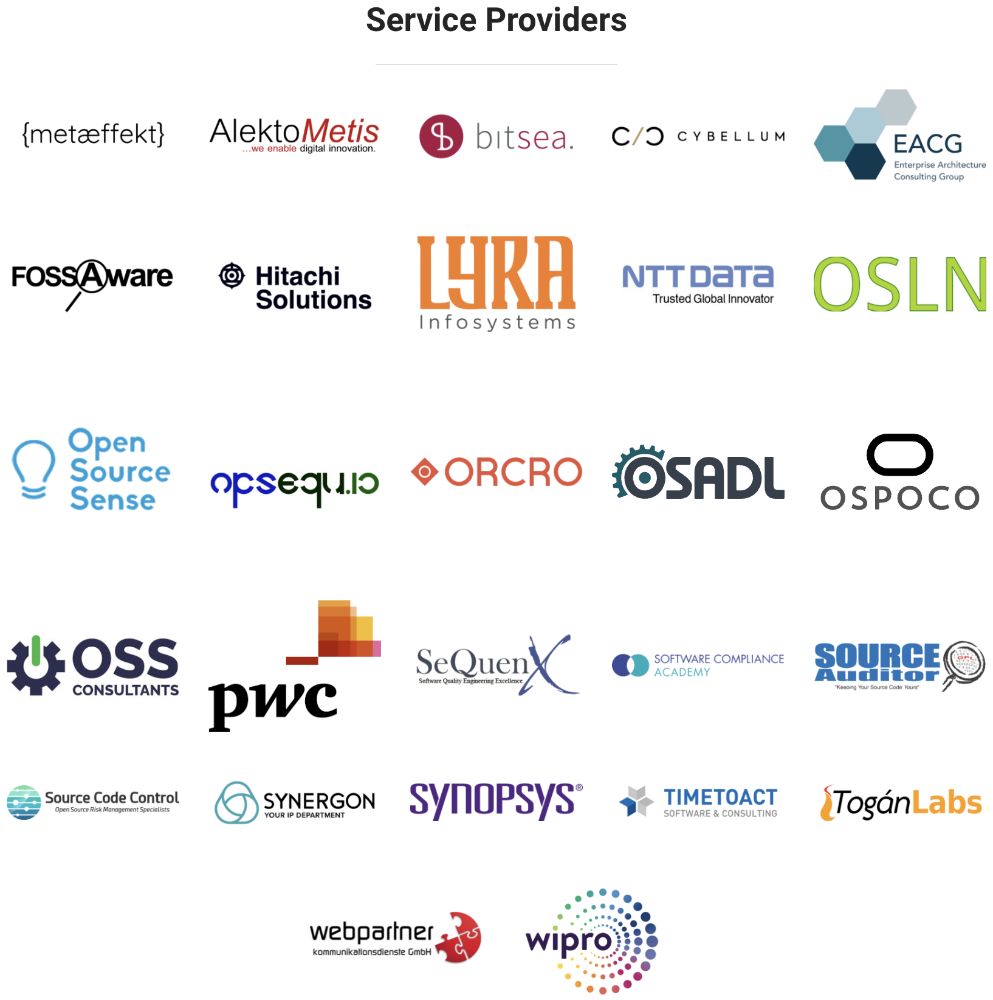 Service Providers
{metæffekt}
AlektoMetis
...we enable digital innovation.
bitsea.
C/C CYBELLUM
EACG
Enterprise Architecture
Consulting Group
FOSSAware
Hitachi
Solutions
LYRA
Infosystems
NTT DATA
Trusted Global Innovator
OSLN
Open
Source
Sense
opsequ.io
ORCRO
OSADL
OSPOCO
OSS
CONSULTANTS
pwc
SeQuenX
Software Quality Engineering Excellence
SOFTWARE COMPLIANCE
ACADEMY
SOURCE
Auditor
"Keeping Your Source Code Yours"
GPL
Source Code Control
Open Source Risk Management Specialists
SYNERGON
YOUR IP DEPARTMENT
SYNOPSYS®
TIMETOACT
SOFTWARE & CONSULTING
TogánLabs
webpartner
kommunikationsdienste GmbH
wipro